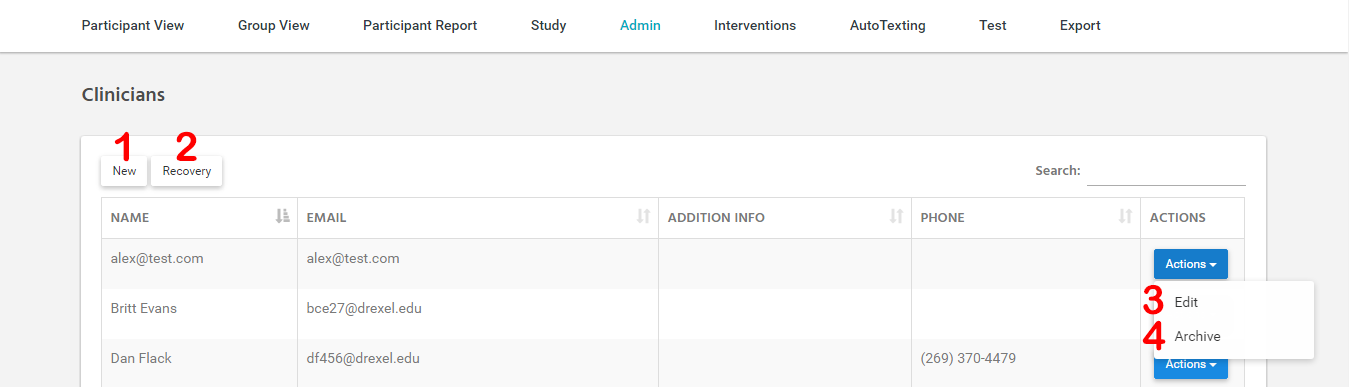 Participant View Group View Participant Report Study Admin Interventions AutoTexting Test Export
Clinicians
1 2
New Recovery Search:
NAME EMAIL ADDITION INFO PHONE ACTIONS
alex@test.com alex@test.com Actions
3 Edit
Britt Evans bce27@drexel.edu
4 Archive
Dan Flack df456@drexel.edu (269) 370-4479 Actions